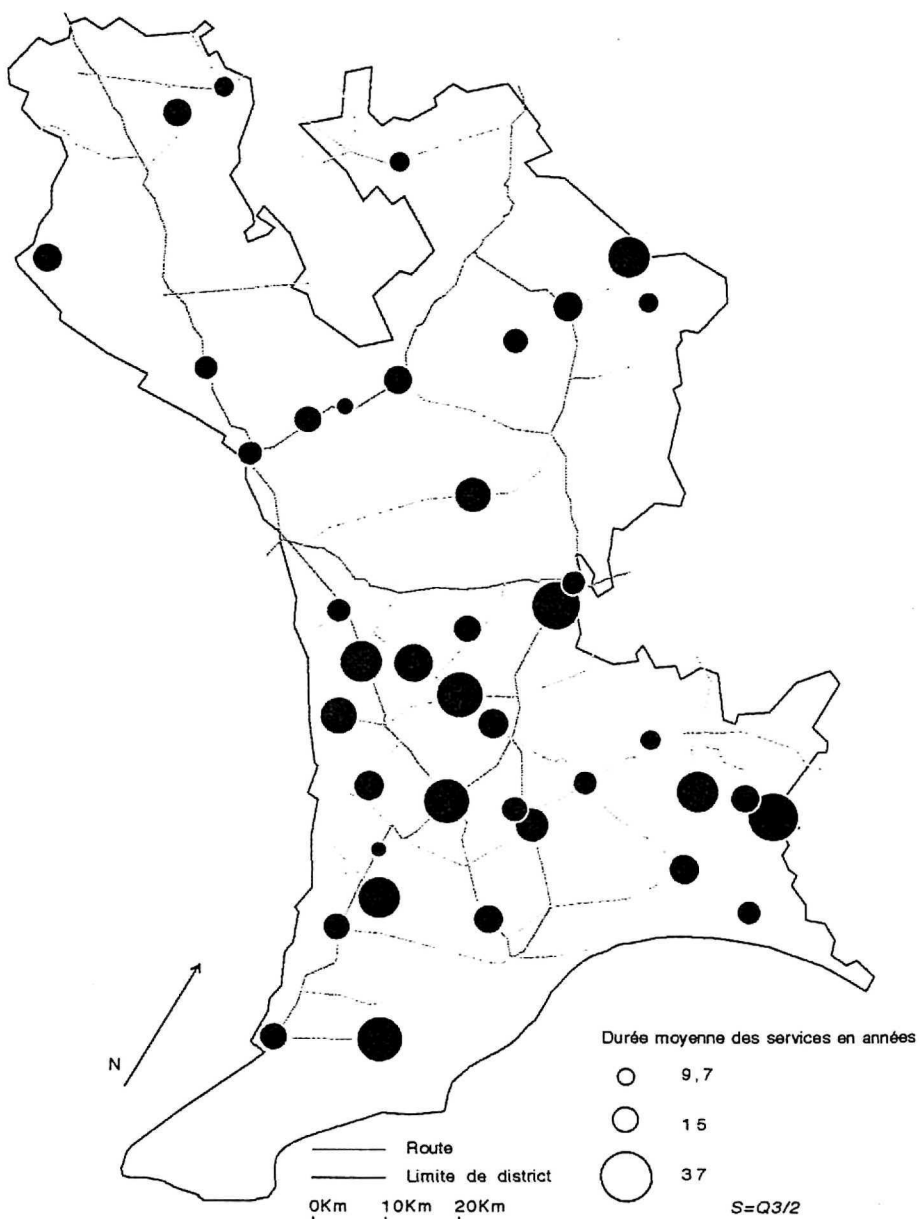 N
Durée moyenne des services en années
9,7
15
37
Route
Limite de district
0Km 10Km 20Km
S=Q3/2